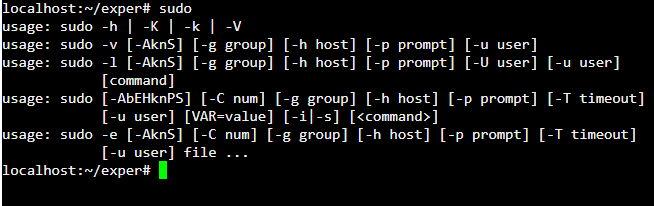 localhost:~/exper# sudo
usage: sudo -h | -K | -k | -V
usage: sudo -v [-AknS] [-g group] [-h host] [-p prompt] [-u user]
usage: sudo -l [-AknS] [-g group] [-h host] [-p prompt] [-U user] [-u user]
[command]
usage: sudo [-AbEHknPS] [-C num] [-g group] [-h host] [-p prompt] [-T timeout]
[-u user] [VAR=value] [-i|-s] [<command>]
usage: sudo -e [-AknS] [-C num] [-g group] [-h host] [-p prompt] [-T timeout]
[-u user] file ...
localhost:~/exper#